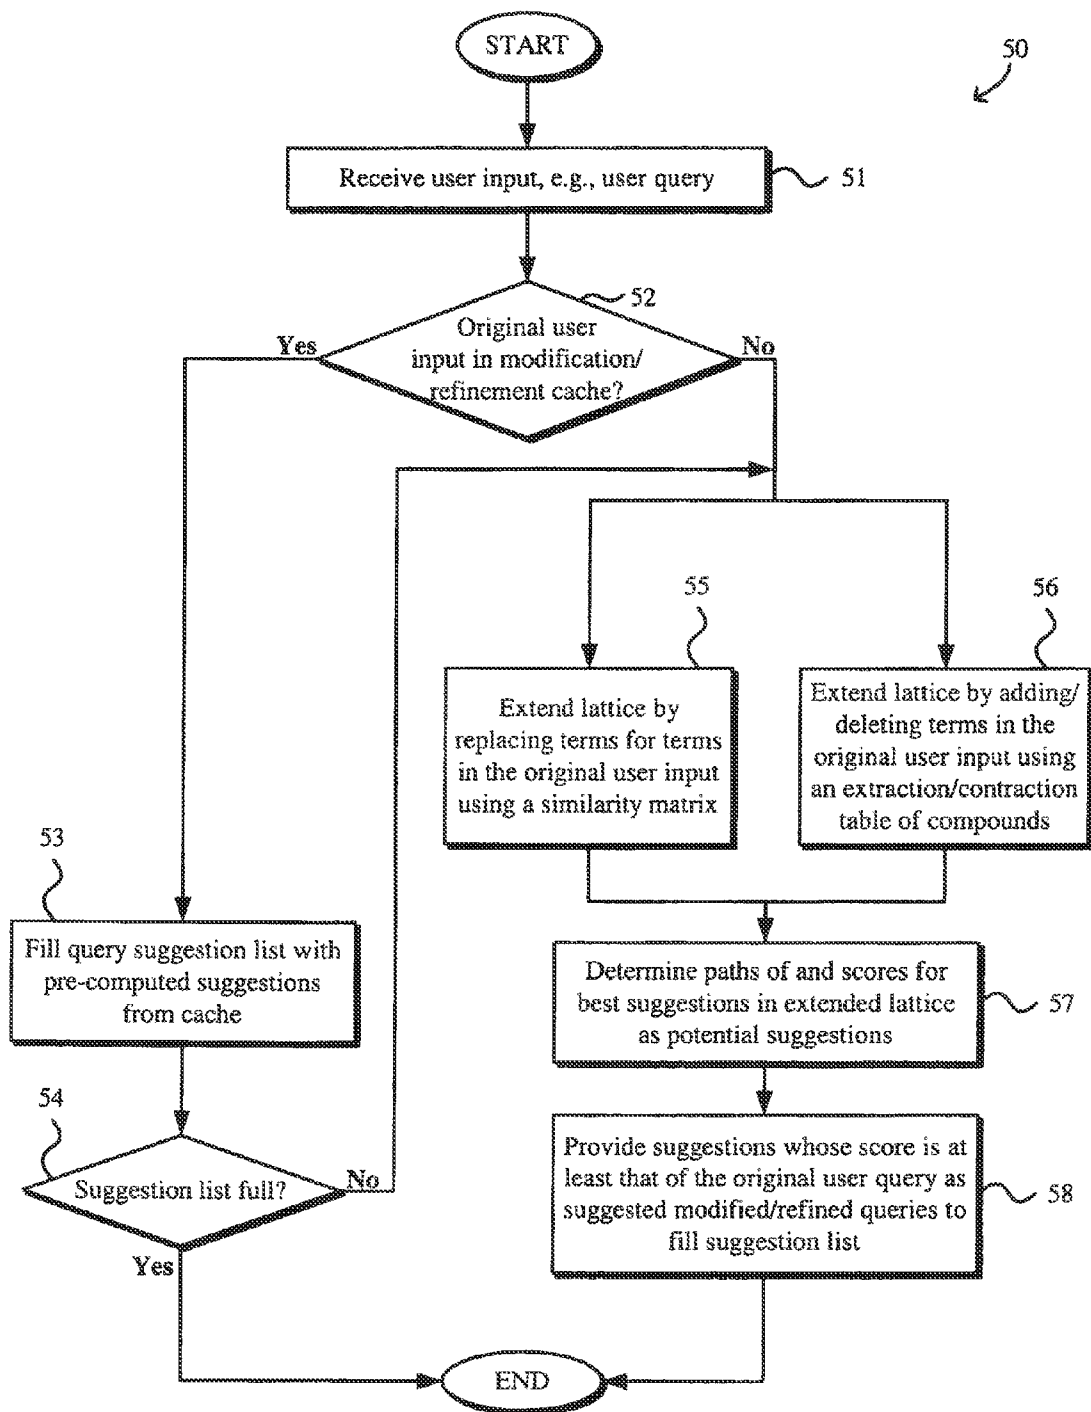 START
50
Receive user input, e.g., user query
51
52
Original user
input in modification/
refinement cache?
Yes
No
55
56
Extend lattice by
replacing terms for terms
in the original user input
using a similarity matrix
Extend lattice by adding/
deleting terms in the
original user input using
an extraction/contraction
table of compounds
53
Fill query suggestion list with
pre-computed suggestions
from cache
Determine paths of and scores for
best suggestions in extended lattice
as potential suggestions
57
54
Suggestion list full?
No
Yes
Provide suggestions whose score is at
least that of the original user query as
suggested modified/refined queries to
fill suggestion list
58
END